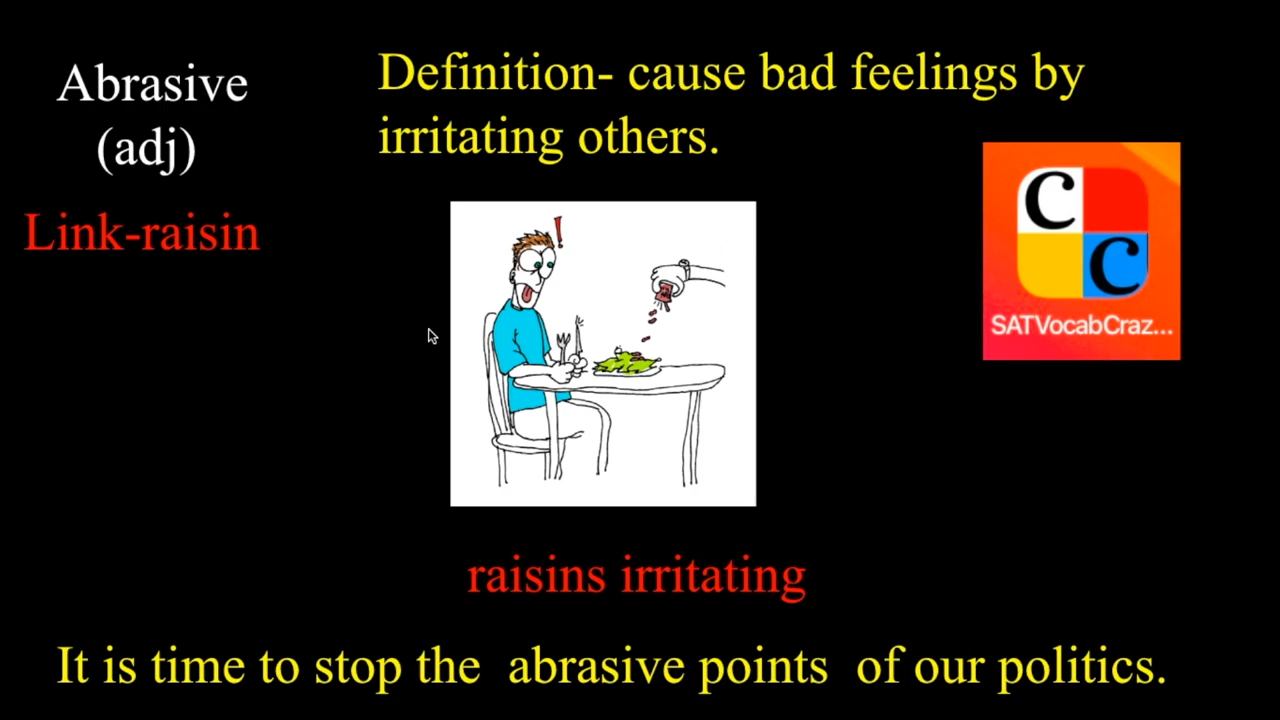 Abrasive
(adj)
Definition- cause bad feelings by
irritating others.
Link-raisin
!
C
C
SATVocabCraz...
raisins irritating
It is time to stop the abrasive points of our politics.